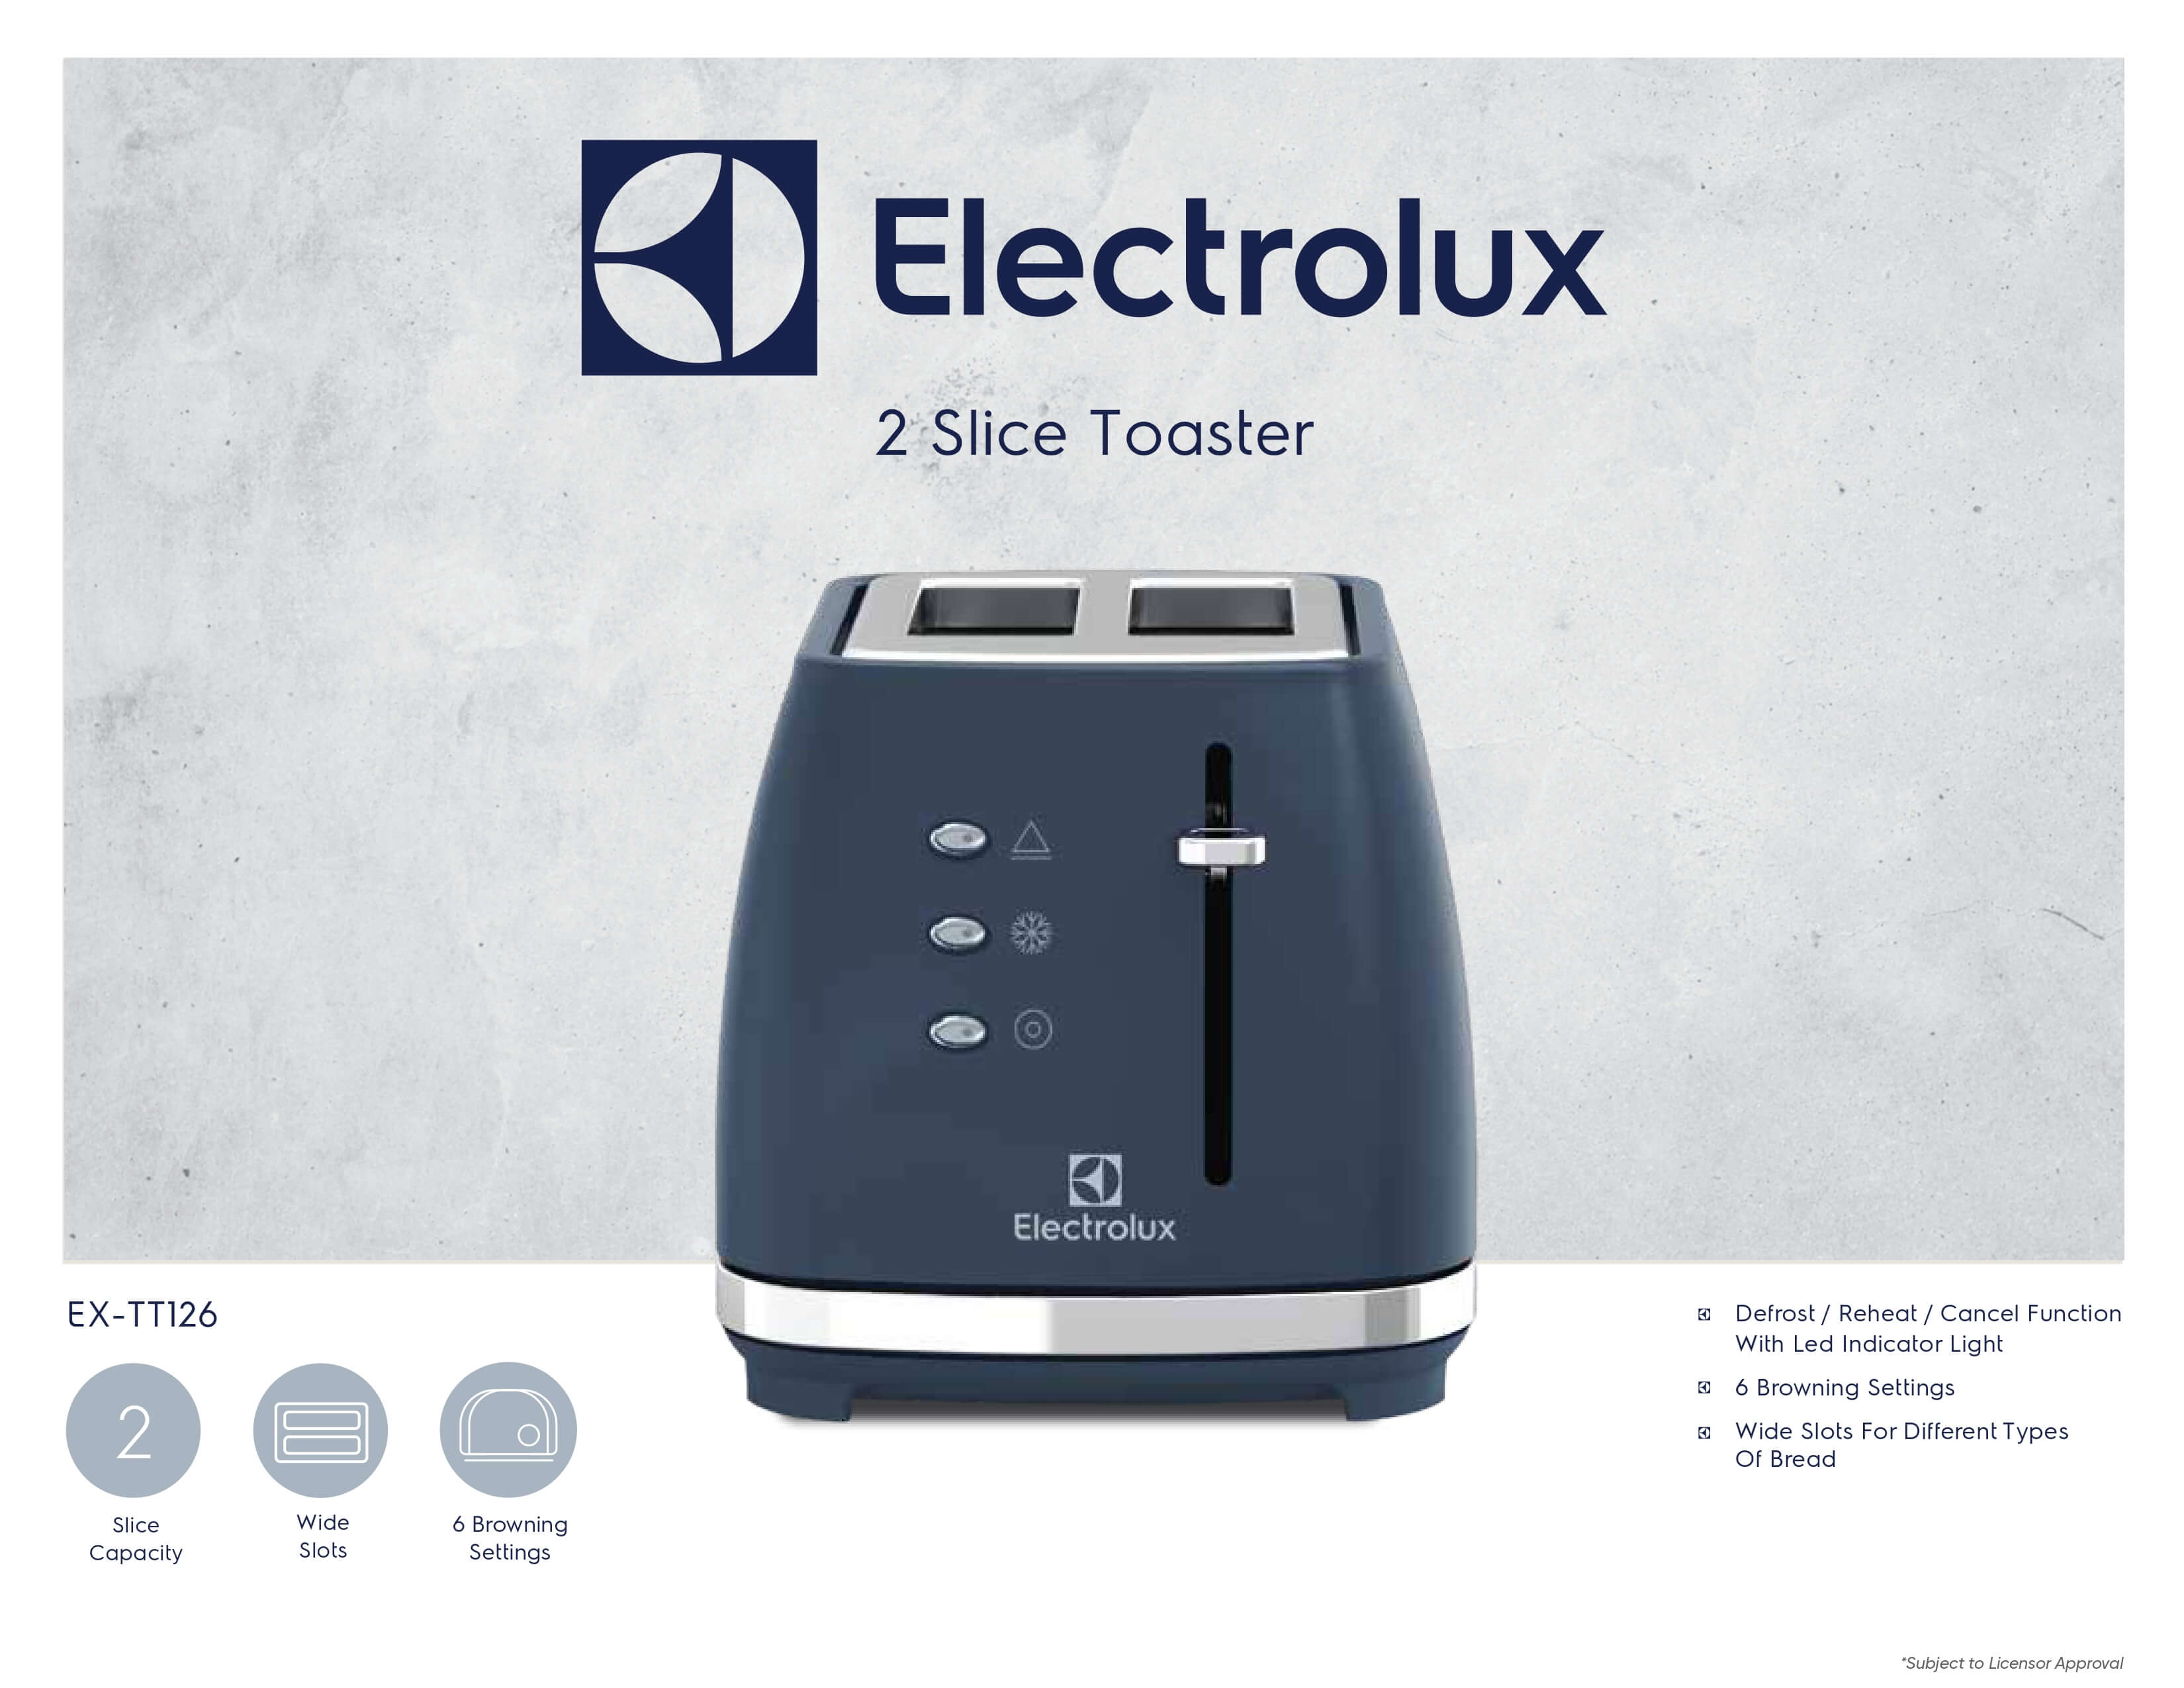 Electrolux
2 Slice Toaster
Electrolux
EX-TT126
2
Slice
Capacity
Wide
Slots
6 Browning
Settings
Defrost / Reheat / Cancel Function
With Led Indicator Light
6 Browning Settings
Wide Slots For Different Types
Of Bread
*Subject to Licensor Approval